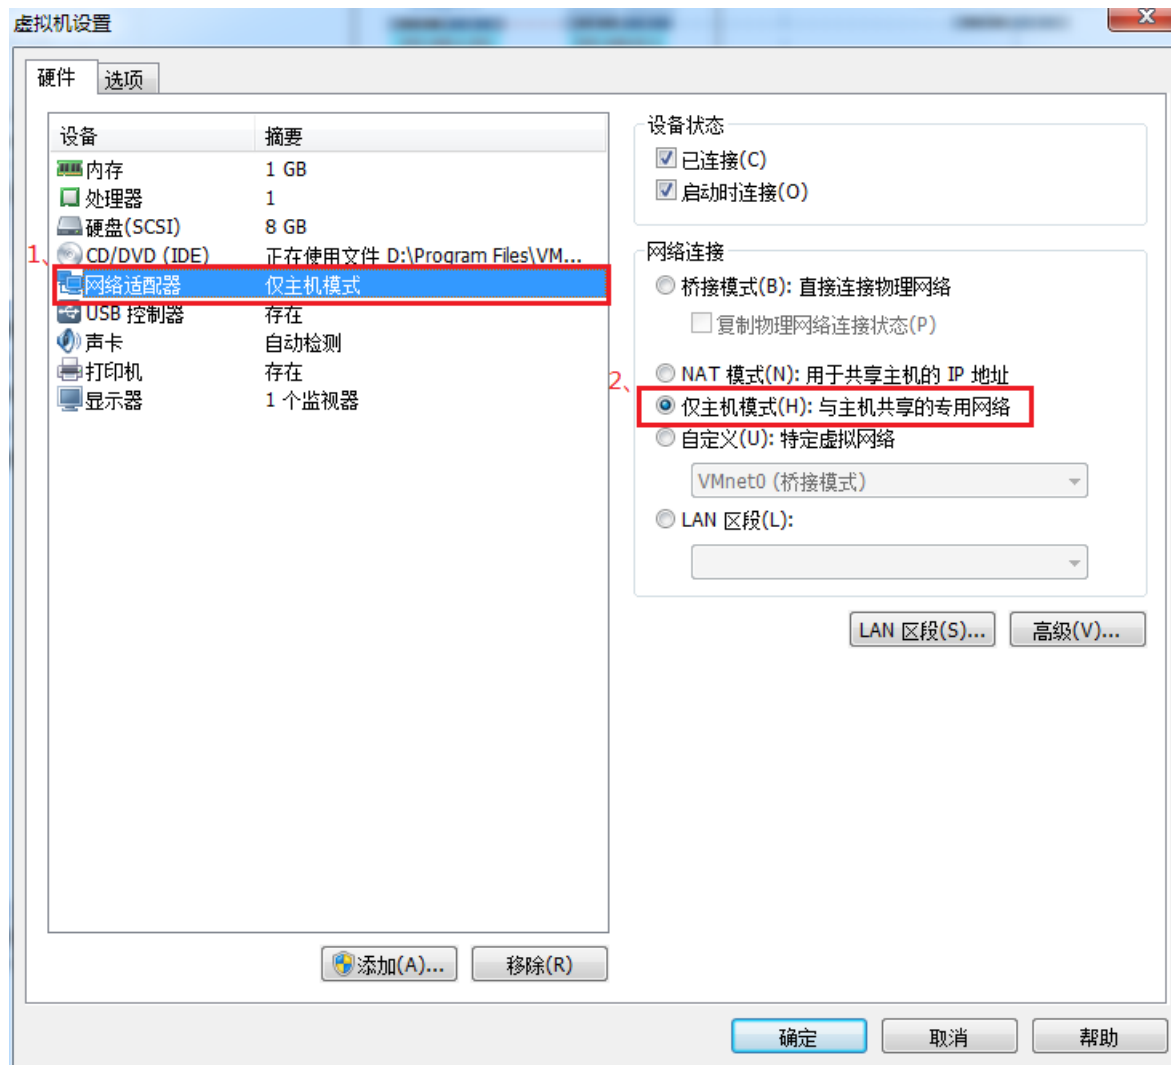 虚拟机设置
硬件 选项
设备 摘要
内存 1 GB
处理器 1
硬盘(SCSI) 8 GB
1、 CD/DVD (IDE) 正在使用文件 D:\Program Files\VM...
网络适配器 仅主机模式
USB 控制器 存在
声卡 自动检测
打印机 存在
显示器 1 个监视器
添加(A)... 移除(R)
设备状态
已连接(C)
启动时连接(O)
网络连接
桥接模式(B): 直接连接物理网络
复制物理网络连接状态(P)
NAT 模式(N): 用于共享主机的 IP 地址
2、 仅主机模式(H): 与主机共享的专用网络
自定义(U): 特定虚拟网络
VMnet0 (桥接模式)
LAN 区段(L):
LAN 区段(S)... 高级(V)...
确定 取消 帮助